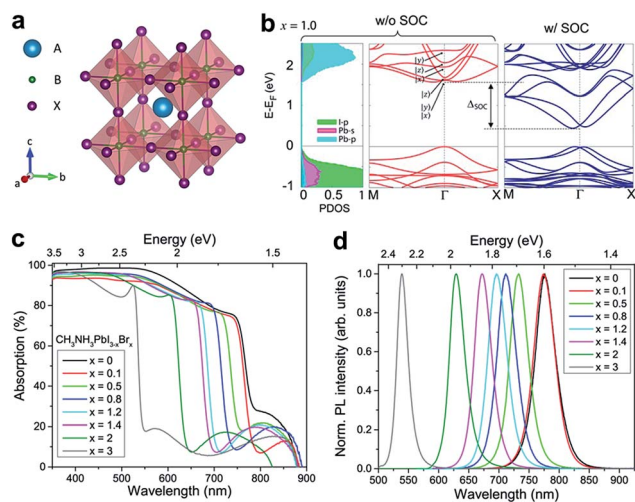 a
A
B
X
c
a
b
b
x = 1.0
w/o SOC
w/ SOC
E-E_F (eV)
2
1
0
-1
|y⟩
|z⟩
|x⟩
|z⟩
|y⟩
|x⟩
I-p
Pb-s
Pb-p
Δ_SOC
0 1
PDOS
M Γ X
M Γ X
c
Energy (eV)
3.5 3 2.5 2 1.5
Absorption (%)
100
80
60
40
20
0
CH₃NH₃PbI₃₋ₓBrₓ
x = 0
x = 0.1
x = 0.5
x = 0.8
x = 1.2
x = 1.4
x = 2
x = 3
400 500 600 700 800 900
Wavelength (nm)
d
Energy (eV)
2.4 2.2 2 1.8 1.6 1.4
Norm. PL intensity (arb. units)
1.0
0.8
0.6
0.4
0.2
0.0
x = 0
x = 0.1
x = 0.5
x = 0.8
x = 1.2
x = 1.4
x = 2
x = 3
500 550 600 650 700 750 800 850 900
Wavelength (nm)